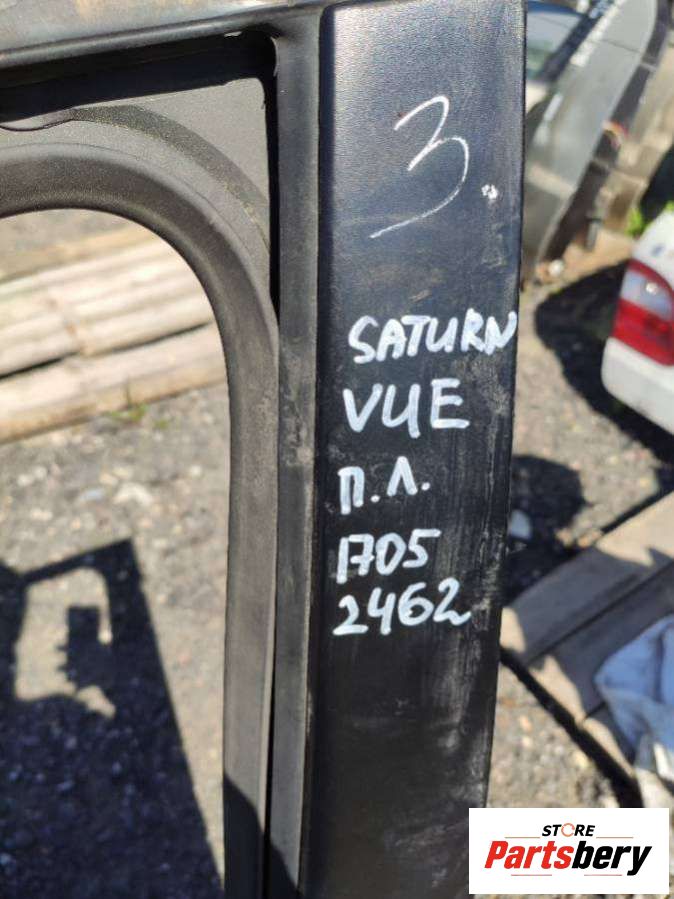 3.
SATURN
VUE
П.Л.
1705
2462
STORE
Partsbery